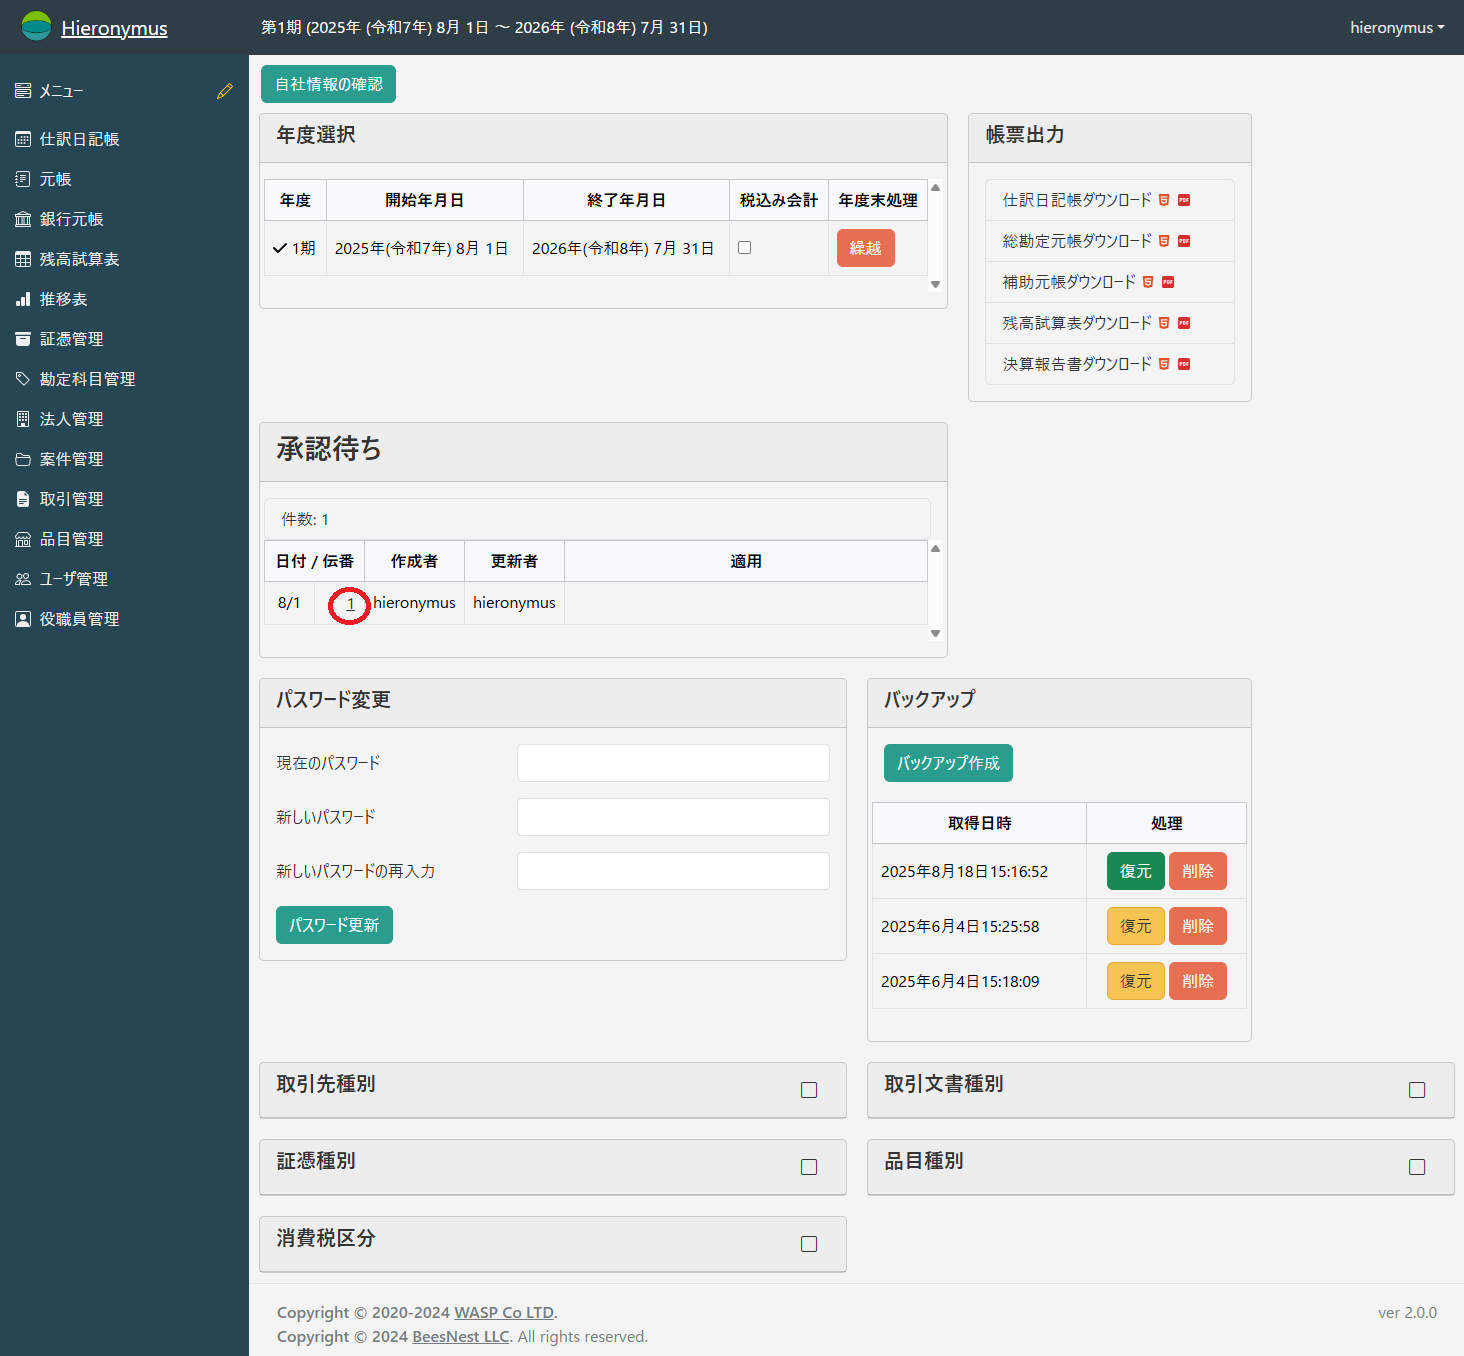 Hieronymus
第1期 (2025年 (令和7年) 8月 1日 ～ 2026年 (令和8年) 7月 31日)
hieronymus
メニュー
仕訳日記帳
元帳
銀行元帳
残高試算表
推移表
証憑管理
勘定科目管理
法人管理
案件管理
取引管理
品目管理
ユーザ管理
役職員管理
自社情報の確認
年度選択
年度 開始年月日 終了年月日 税込み会計 年度末処理
1期 2025年(令和7年) 8月 1日 2026年(令和8年) 7月 31日 繰越
帳票出力
仕訳日記帳ダウンロード
総勘定元帳ダウンロード
補助元帳ダウンロード
残高試算表ダウンロード
決算報告書ダウンロード
承認待ち
件数: 1
日付 / 伝番 作成者 更新者 適用
8/1 1 hieronymus hieronymus
パスワード変更
現在のパスワード
新しいパスワード
新しいパスワードの再入力
パスワード更新
バックアップ
バックアップ作成
取得日時 処理
2025年8月18日15:16:52 復元 削除
2025年6月4日15:25:58 復元 削除
2025年6月4日15:18:09 復元 削除
取引先種別
取引文書種別
証憑種別
品目種別
消費税区分
Copyright © 2020-2024 WASP Co LTD.
Copyright © 2024 BeesNest LLC. All rights reserved.
ver 2.0.0